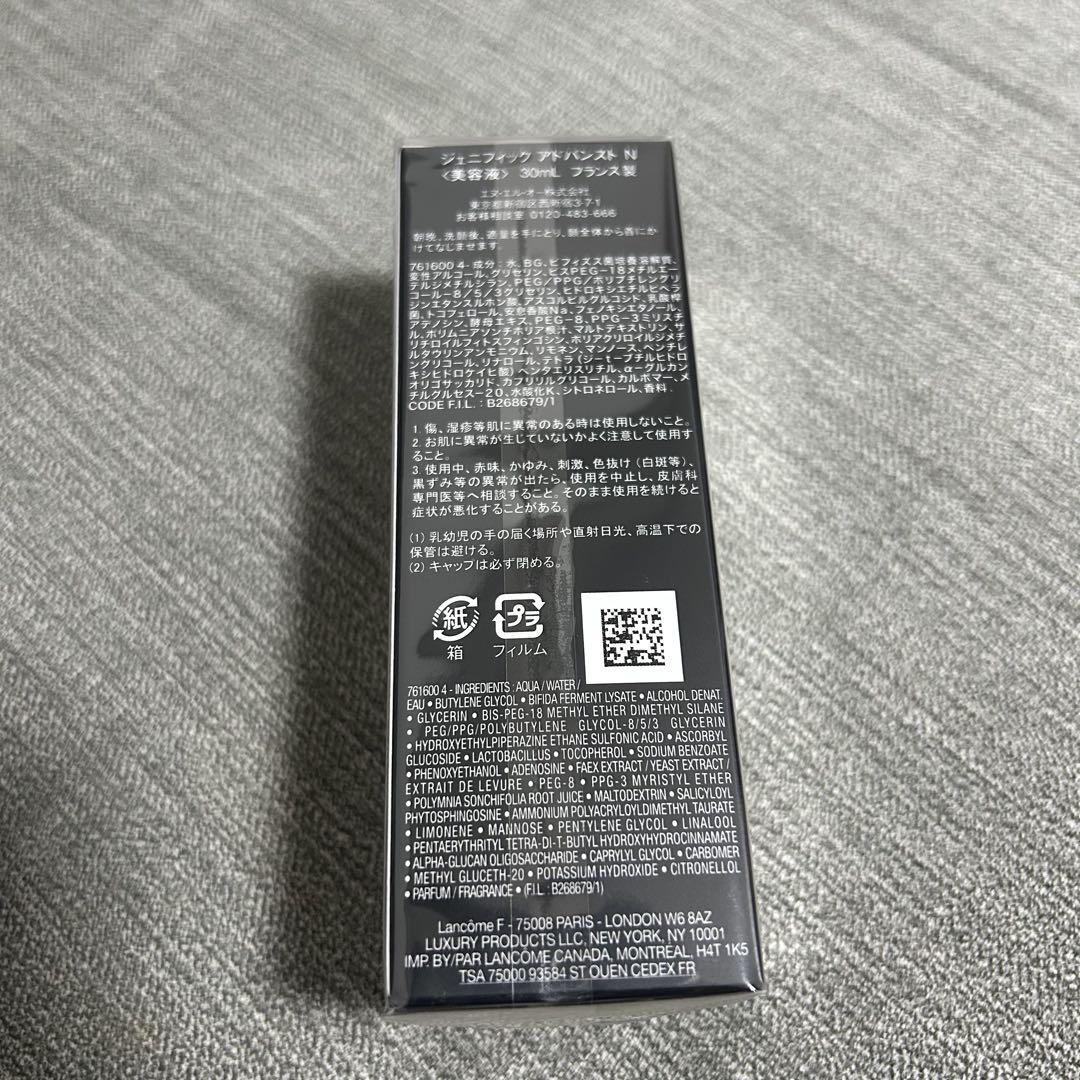 ジェニフィック アドバンスト N
〈美容液〉 30mL フランス製
エヌ・エル・オー株式会社
東京都新宿区西新宿3-7-1
お客様相談室 0120-483-666
朝晩、洗顔後、適量を手にとり、顔全体から首にか
けてなじませます。
761600 4- 成分：水、BG、ビフィズス菌培養溶解質、
変性アルコール、グリセリン、ビスPEG-18メチルエー
テルジメチルシラン、PEG/PPG/ポリブチレングリ
コール-8/5/3グリセリン、ヒドロキシエチルピペラ
ジンエタンスルホン酸、アスコルビルグルコシド、乳酸桿
菌、トコフェロール、安息香酸Na、フェノキシエタノール、
アデノシン、酵母エキス、PEG-8、PPG-3ミリスチ
ル、ポリムニアソンチホリア根汁、マルトデキストリン、サ
リチロイルフィトスフィンゴシン、ポリアクリロイルジメチ
ルタウリンアンモニウム、リモネン、マンノース、ペンチレ
ングリコール、リナロール、テトラ（ジ-t-ブチルヒドロ
キシヒドロケイヒ酸）ペンタエリスリチル、α-グルカン
オリゴサッカリド、カプリリルグリコール、カルボマー、メ
チルグルセス-20、水酸化K、シトロネロール、香料
CODE F.I.L. : B268679/1
1. 傷、湿疹等肌に異常のある時は使用しないこと。
2. お肌に異常が生じていないかよく注意して使用す
ること。
3. 使用中、赤味、かゆみ、刺激、色抜け（白斑等）、
黒ずみ等の異常が出たら、使用を中止し、皮膚科
専門医等へ相談すること。そのまま使用を続けると
症状が悪化することがある。
(1) 乳幼児の手の届く場所や直射日光、高温下での
保管は避ける。
(2) キャップは必ず閉める。
紙 プラ
箱 フィルム
761600 4 - INGREDIENTS : AQUA / WATER /
EAU • BUTYLENE GLYCOL • BIFIDA FERMENT LYSATE • ALCOHOL DENAT.
• GLYCERIN • BIS-PEG-18 METHYL ETHER DIMETHYL SILANE
• PEG/PPG/POLYBUTYLENE GLYCOL-8/5/3 GLYCERIN
• HYDROXYETHYLPIPERAZINE ETHANE SULFONIC ACID • ASCORBYL
GLUCOSIDE • LACTOBACILLUS • TOCOPHEROL • SODIUM BENZOATE
• PHENOXYETHANOL • ADENOSINE • FAEX EXTRACT / YEAST EXTRACT /
EXTRAIT DE LEVURE • PEG-8 • PPG-3 MYRISTYL ETHER
• POLYMNIA SONCHIFOLIA ROOT JUICE • MALTODEXTRIN • SALICYLOYL
PHYTOSPHINGOSINE • AMMONIUM POLYACRYLOYLDIMETHYL TAURATE
• LIMONENE • MANNOSE • PENTYLENE GLYCOL • LINALOOL
• PENTAERYTHRITYL TETRA-DI-T-BUTYL HYDROXYHYDROCINNAMATE
• ALPHA-GLUCAN OLIGOSACCHARIDE • CAPRYLYL GLYCOL • CARBOMER
• METHYL GLUCETH-20 • POTASSIUM HYDROXIDE • CITRONELLOL
• PARFUM / FRAGRANCE • (F.I.L : B268679/1)
Lancôme F - 75008 PARIS - LONDON W6 8AZ
LUXURY PRODUCTS LLC, NEW YORK, NY 10001
IMP. BY/PAR LANCÔME CANADA, MONTREAL, H4T 1K5
TSA 75000 93584 ST OUEN CEDEX FR